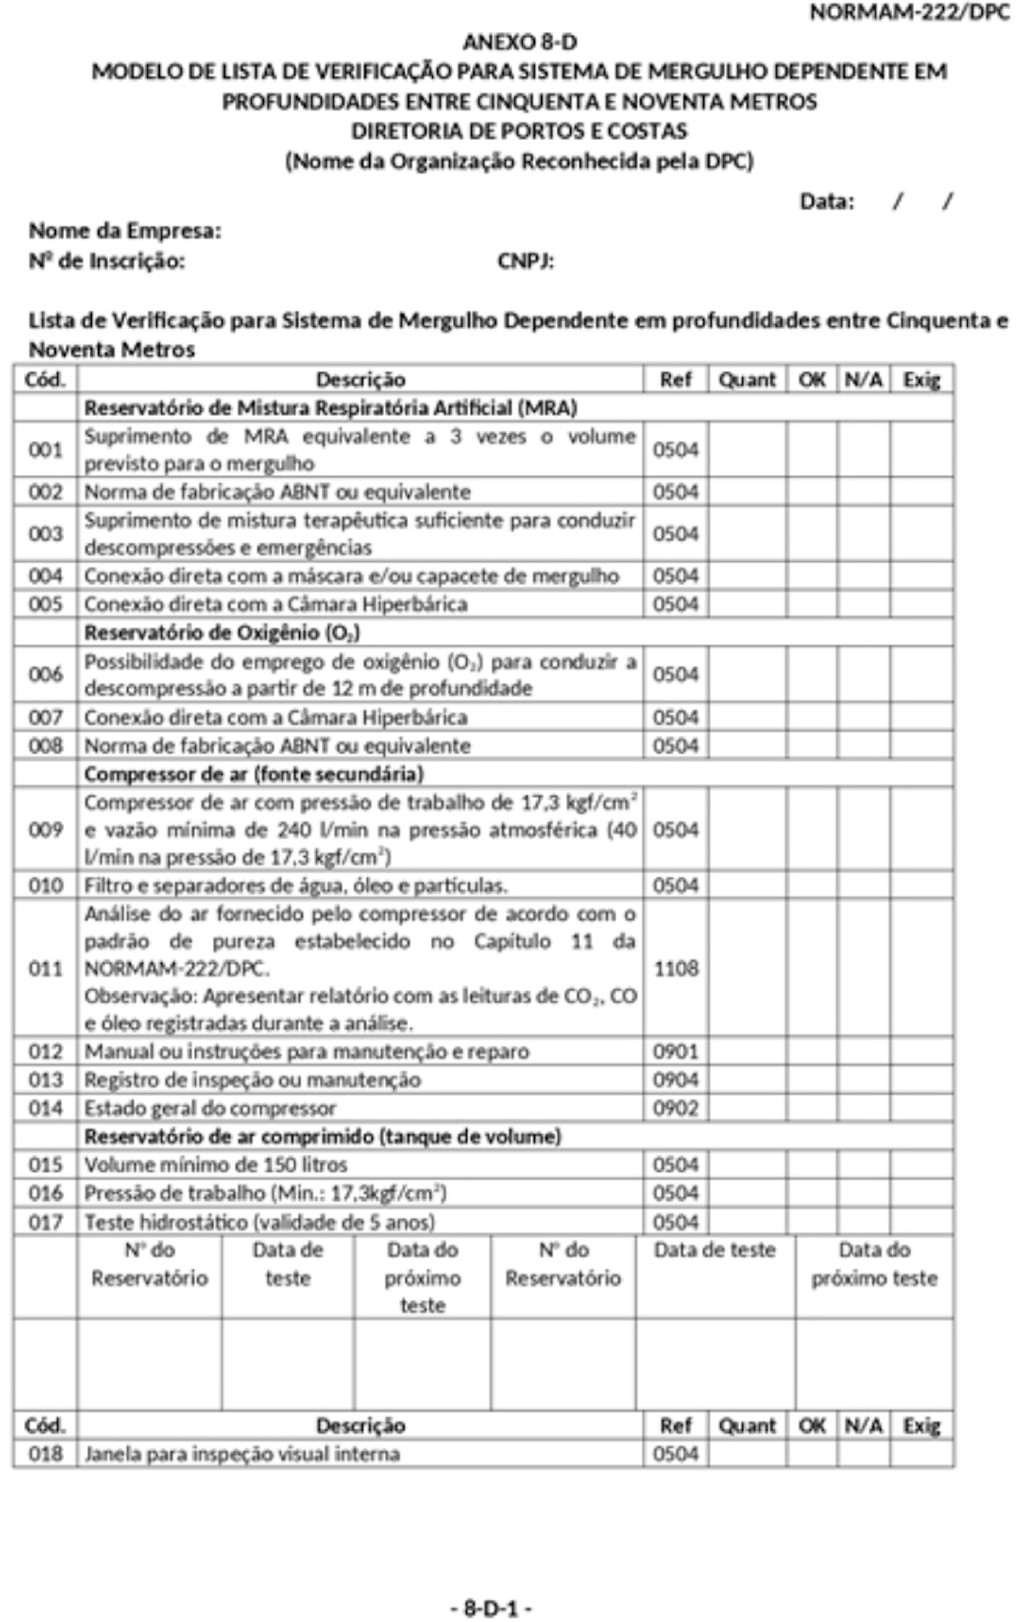 NORMAM-222/DPC
ANEXO 8-D
MODELO DE LISTA DE VERIFICAÇÃO PARA SISTEMA DE MERGULHO DEPENDENTE EM
PROFUNDIDADES ENTRE CINQUENTA E NOVENTA METROS
DIRETORIA DE PORTOS E COSTAS
(Nome da Organização Reconhecida pela DPC)
Data: / /
Nome da Empresa:
Nº de Inscrição: CNPJ:
Lista de Verificação para Sistema de Mergulho Dependente em profundidades entre Cinquenta e
Noventa Metros
Cód. Descrição Ref Quant OK N/A Exig
Reservatório de Mistura Respiratória Artificial (MRA)
001 Suprimento de MRA equivalente a 3 vezes o volume
previsto para o mergulho 0504
002 Norma de fabricação ABNT ou equivalente 0504
003 Suprimento de mistura terapêutica suficiente para conduzir
descompressões e emergências 0504
004 Conexão direta com a máscara e/ou capacete de mergulho 0504
005 Conexão direta com a Câmara Hiperbárica 0504
Reservatório de Oxigênio (O₂)
006 Possibilidade do emprego de oxigênio (O₂) para conduzir a
descompressão a partir de 12 m de profundidade 0504
007 Conexão direta com a Câmara Hiperbárica 0504
008 Norma de fabricação ABNT ou equivalente 0504
Compressor de ar (fonte secundária)
Compressor de ar com pressão de trabalho de 17,3 kgf/cm²
009 e vazão mínima de 240 l/min na pressão atmosférica (40 0504
l/min na pressão de 17,3 kgf/cm²)
010 Filtro e separadores de água, óleo e partículas. 0504
Análise do ar fornecido pelo compressor de acordo com o
padrão de pureza estabelecido no Capítulo 11 da
011 NORMAM-222/DPC. 1108
Observação: Apresentar relatório com as leituras de CO₂, CO
e óleo registradas durante a análise.
012 Manual ou instruções para manutenção e reparo 0901
013 Registro de inspeção ou manutenção 0904
014 Estado geral do compressor 0902
Reservatório de ar comprimido (tanque de volume)
015 Volume mínimo de 150 litros 0504
016 Pressão de trabalho (Min.: 17,3kgf/cm²) 0504
017 Teste hidrostático (validade de 5 anos) 0504
N° do Data de Data do N° do Data de teste Data do
Reservatório teste próximo Reservatório próximo teste
teste
Cód. Descrição Ref Quant OK N/A Exig
018 Janela para inspeção visual interna 0504
- 8-D-1 -